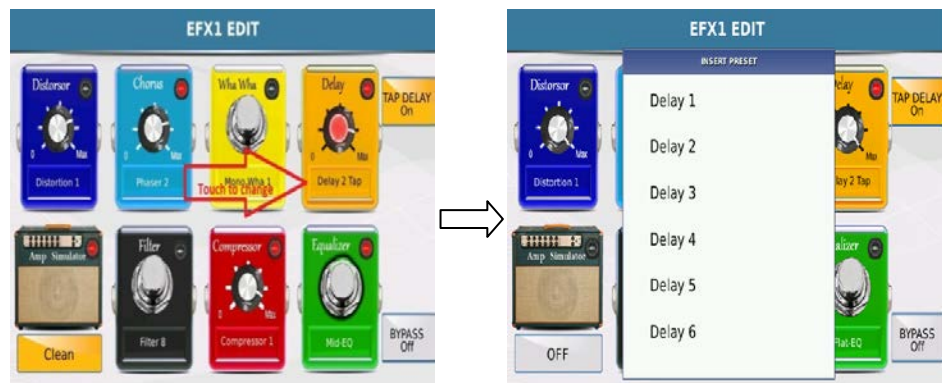 EFX1 EDIT
Distorsor
Chorus
Wha Wha
Delay
TAP DELAY
On
0 Max
0 Max
0 Max
Distortion 1
Phaser 2
Mono Wha 1
Delay 2 Tap
Touch to change
Amp Simulator
Filter
Compressor
Equalizer
0 Max
Clean
Filter 8
Compressor 1
Mid-EQ
BYPASS
Off
EFX1 EDIT
INSERT PRESET
Distorsor
elay
TAP DELAY
On
0 Max
Max
Distortion 1
lay 2 Tap
Delay 1
Delay 2
Delay 3
Delay 4
Delay 5
Delay 6
Amp Simulator
alizer
OFF
Flat-EQ
BYPASS
Off